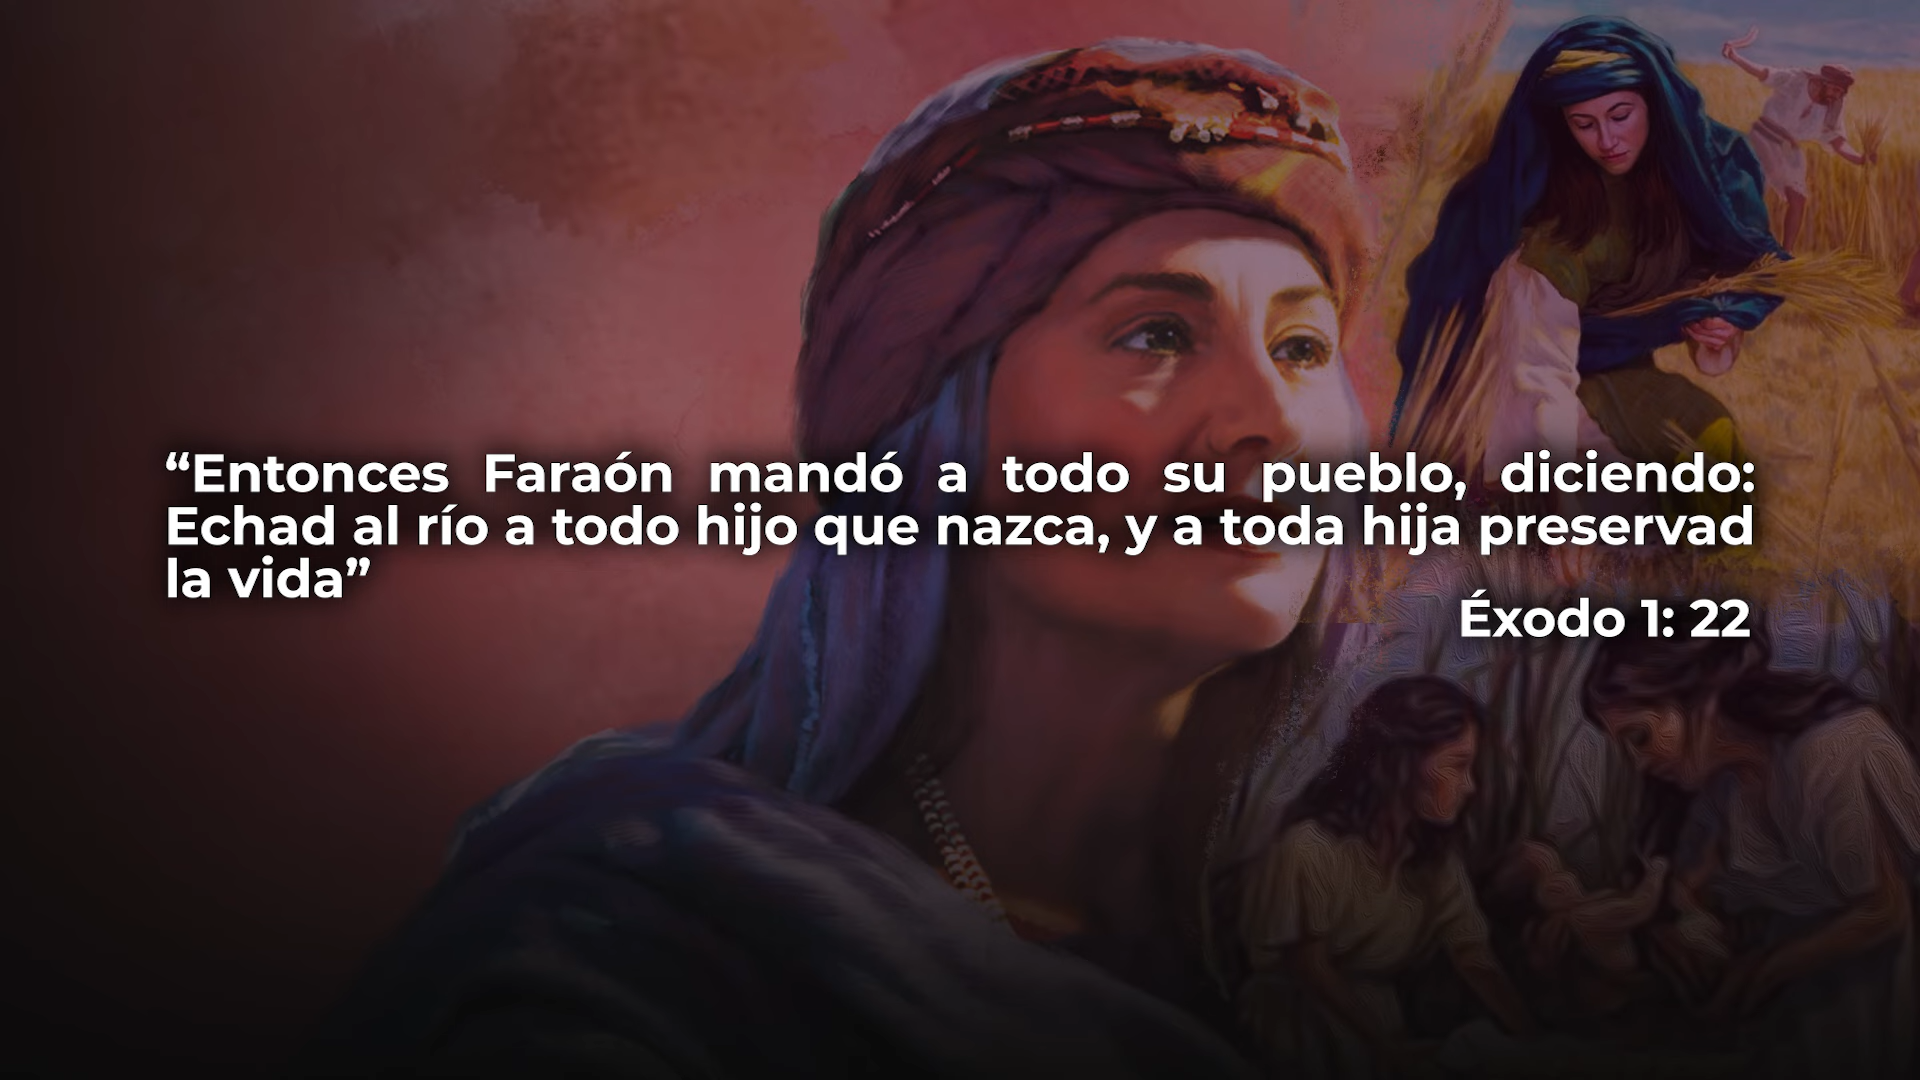 “Entonces Faraón mandó a todo su pueblo, diciendo:
Echad al río a todo hijo que nazca, y a toda hija preservad
la vida”
Éxodo 1: 22